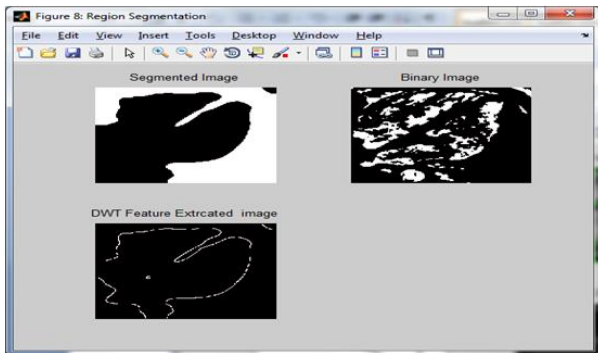 Figure 8: Region Segmentation
File Edit View Insert Tools Desktop Window Help
Segmented Image
Binary Image
DWT Feature Extrcated image